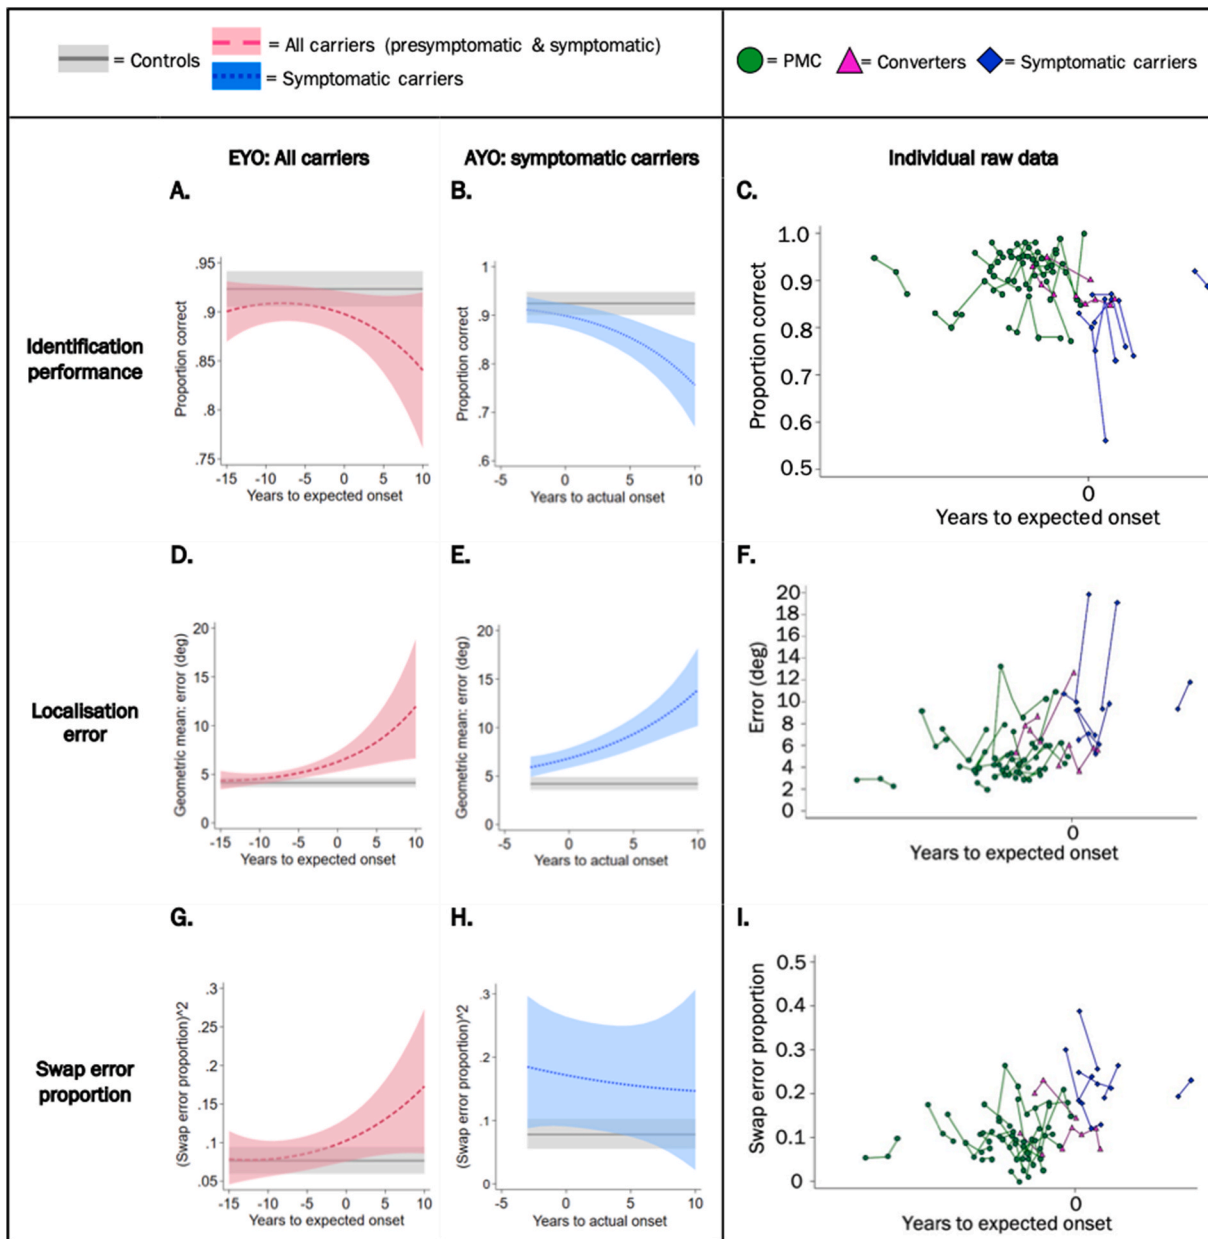 = Controls
= All carriers (presymptomatic & symptomatic)
= Symptomatic carriers
= PMC
= Converters
= Symptomatic carriers
EYO: All carriers
AYO: symptomatic carriers
Individual raw data
Identification
performance
A.
Proportion correct
.95
.9
.85
.8
.75
-15 -10 -5 0 5 10
Years to expected onset
B.
Proportion correct
1
.9
.8
.7
.6
-5 0 5 10
Years to actual onset
C.
Proportion correct
1.0
0.9
0.8
0.7
0.6
0.5
0
Years to expected onset
Localisation
error
D.
Geometric mean: error (deg)
20
15
10
5
0
-15 -10 -5 0 5 10
Years to expected onset
E.
Geometric mean: error (deg)
20
15
10
5
0
-5 0 5 10
Years to actual onset
F.
Error (deg)
20
18
16
14
12
10
8
6
4
2
0
0
Years to expected onset
Swap error
proportion
G.
(Swap error proportion)^2
.3
.25
.2
.15
.1
.05
-15 -10 -5 0 5 10
Years to expected onset
H.
(Swap error proportion)^2
.3
.2
.1
0
-5 0 5 10
Years to actual onset
I.
Swap error proportion
0.5
0.4
0.3
0.2
0.1
0
0
Years to expected onset